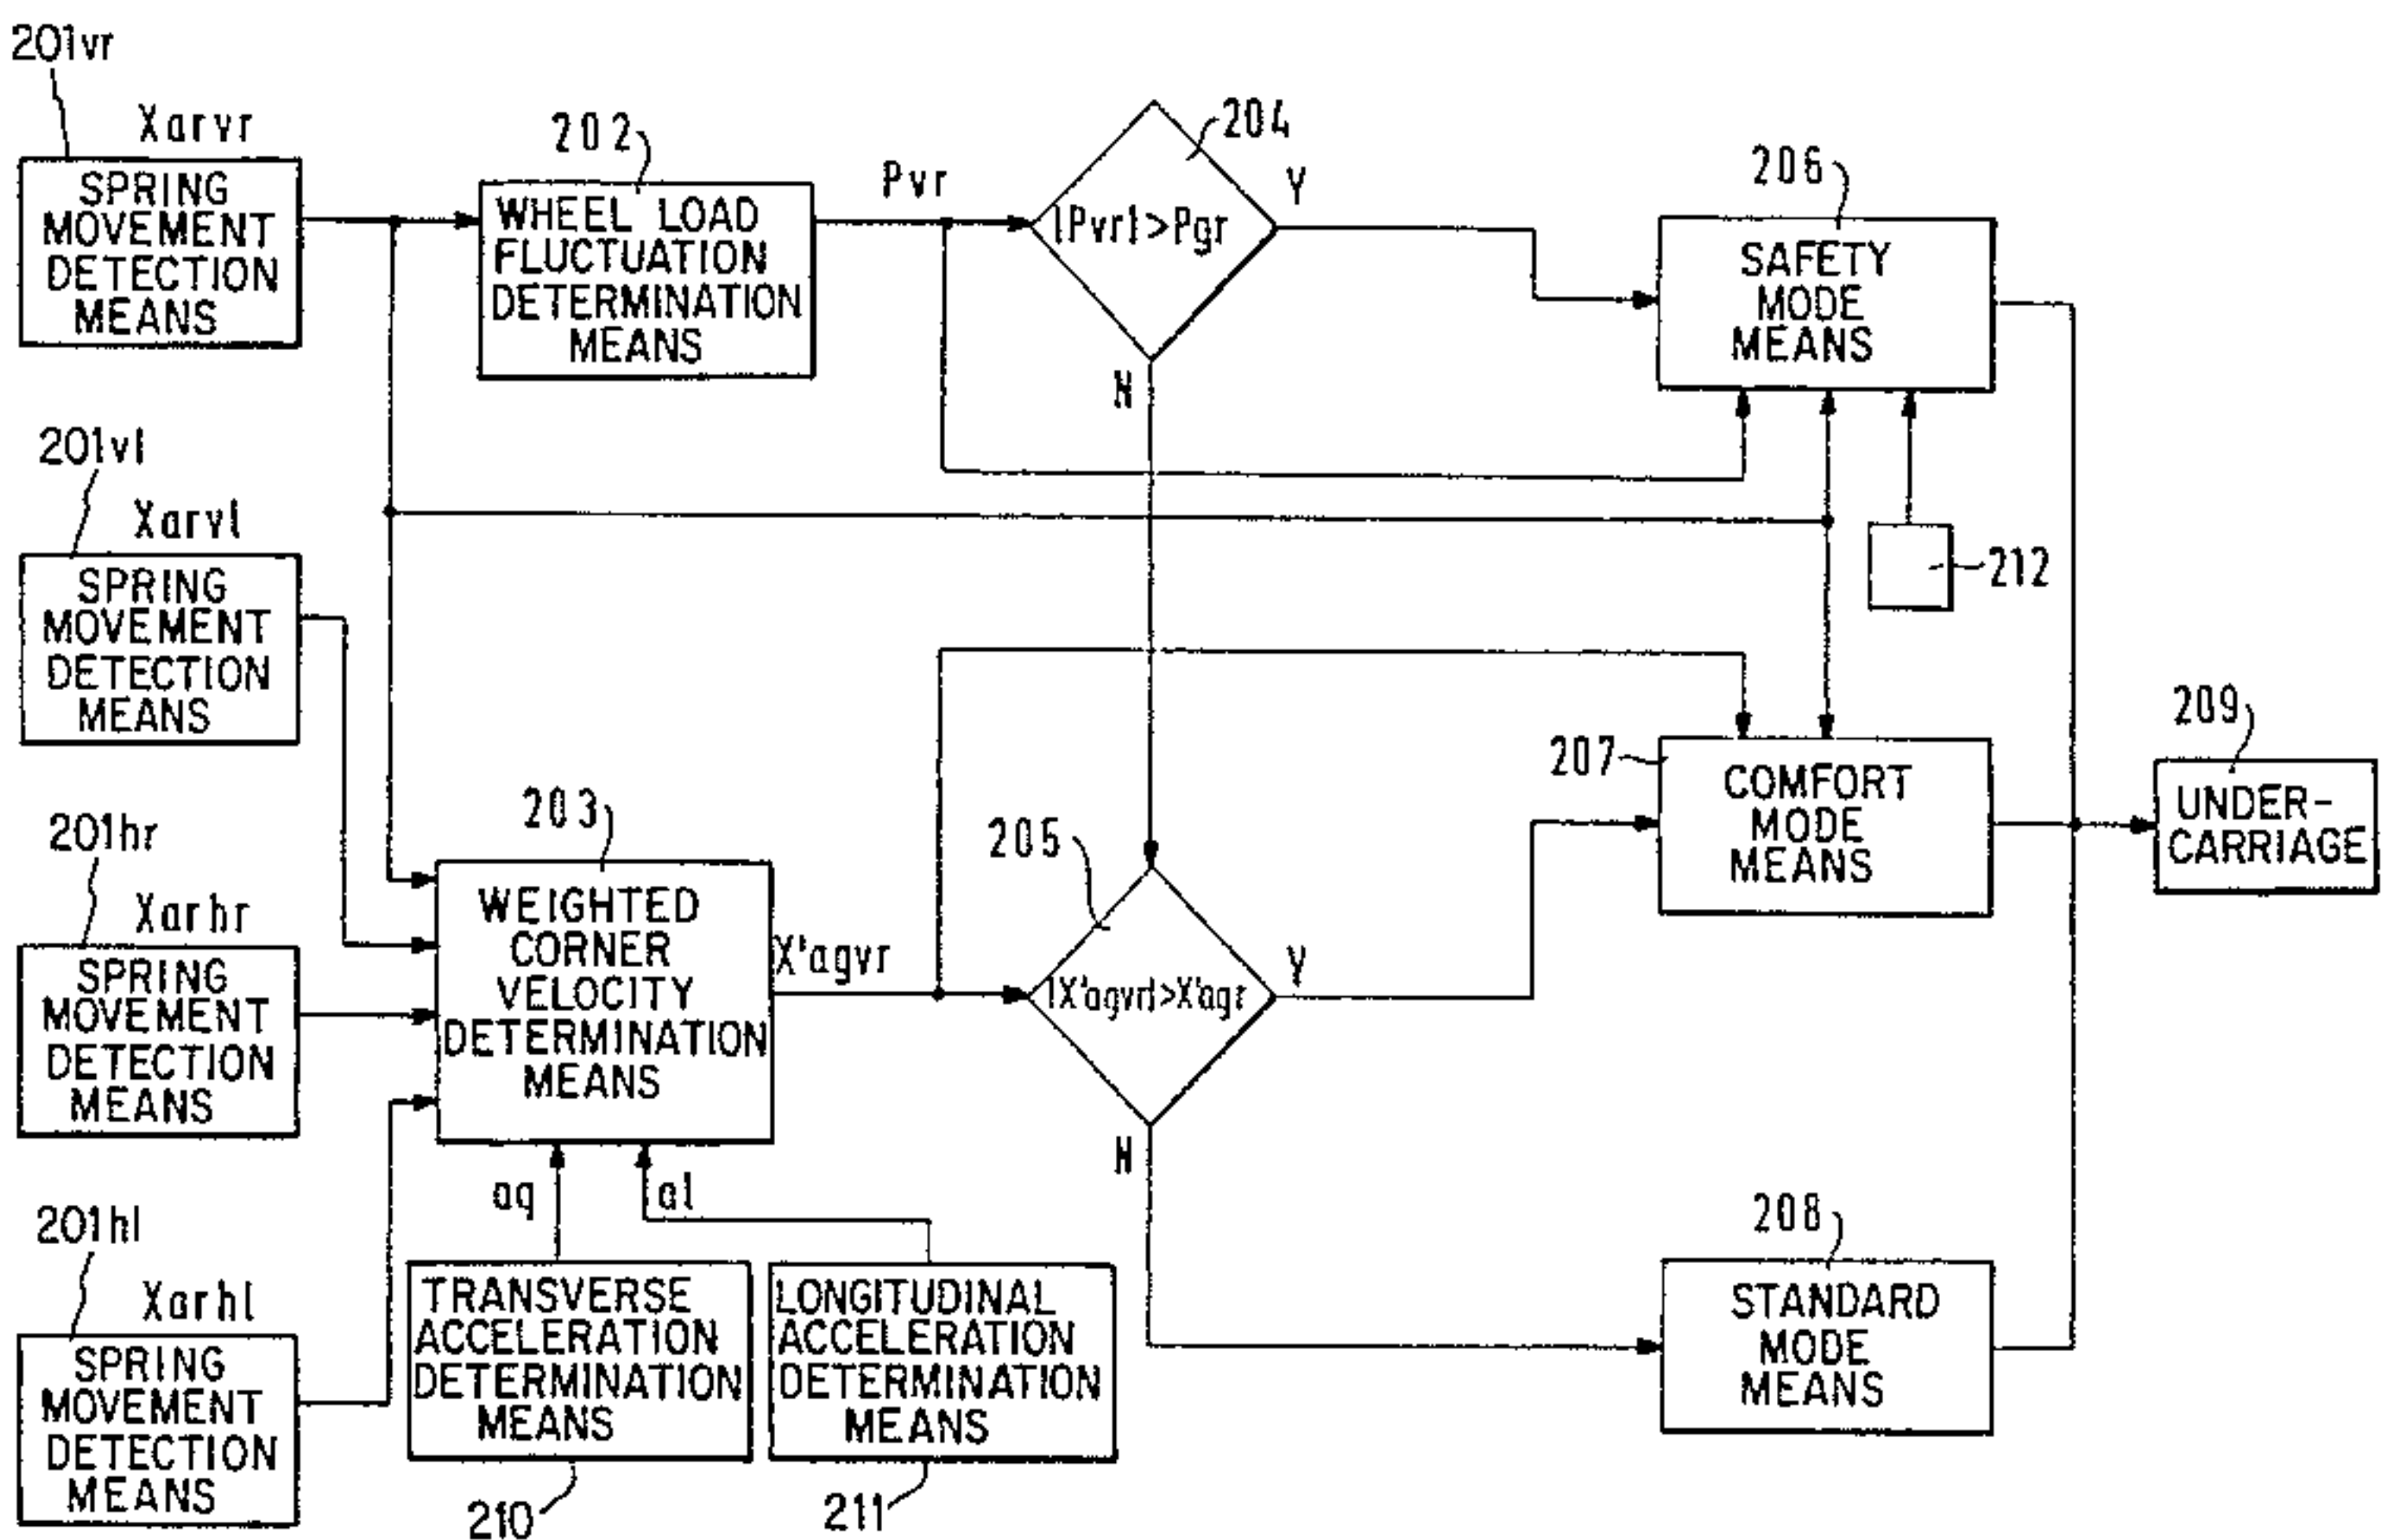 201vr
Xarvr
SPRING
MOVEMENT
DETECTION
MEANS
202
WHEEL LOAD
FLUCTUATION
DETERMINATION
MEANS
Pvr
204
|Pvr|>Pgr
Y
N
206
SAFETY
MODE
MEANS
212
201vl
Xarvl
SPRING
MOVEMENT
DETECTION
MEANS
201hr
Xarhr
SPRING
MOVEMENT
DETECTION
MEANS
203
WEIGHTED
CORNER
VELOCITY
DETERMINATION
MEANS
X'agvr
205
|X'agvr|>X'agr
Y
N
207
COMFORT
MODE
MEANS
209
UNDER-
CARRIAGE
201hl
Xarhl
SPRING
MOVEMENT
DETECTION
MEANS
aq
al
TRANSVERSE
ACCELERATION
DETERMINATION
MEANS
210
LONGITUDINAL
ACCELERATION
DETERMINATION
MEANS
211
208
STANDARD
MODE
MEANS